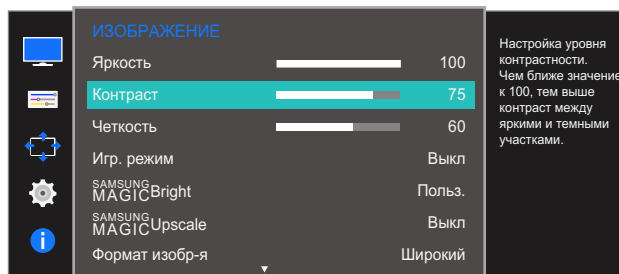 ИЗОБРАЖЕНИЕ
Яркость 100
Контраст 75
Четкость 60
Игр. режим Выкл
SAMSUNG MAGICBright Польз.
SAMSUNG MAGICUpscale Выкл
Формат изобр-я Широкий
Настройка уровня
контрастности.
Чем ближе значение
к 100, тем выше
контраст между
яркими и темными
участками.